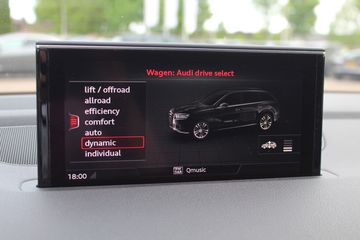 Wagen: Audi drive select
lift / offroad
allroad
efficiency
comfort
auto
dynamic
individual
18:00
Qmusic